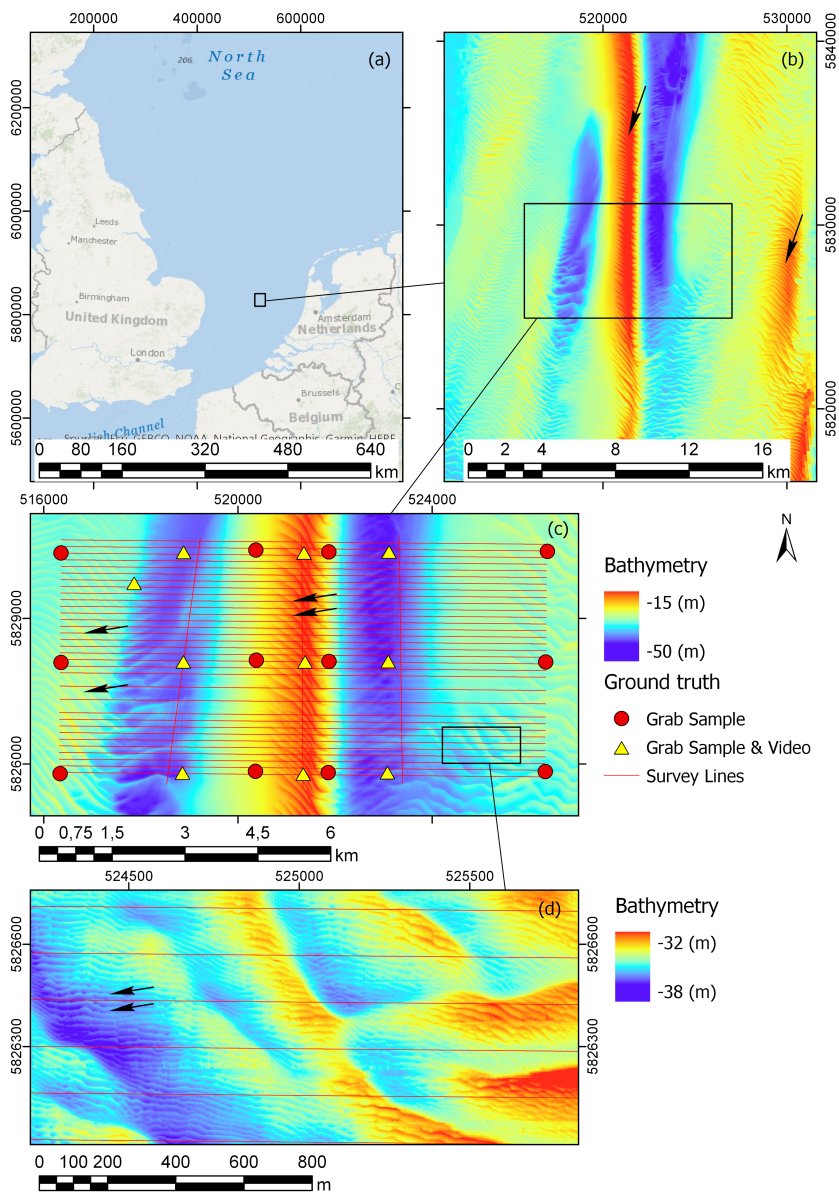 200000 400000 600000
(a)
206
North
Sea
6200000
6000000
5800000
5600000
Leeds
Manchester
Birmingham
United Kingdom
London
Amsterdam
Netherlands
Brussels
Belgium
English Channel
GEBCO, NOAA, National Geographic, Garmin, HERE
0 80 160 320 480 640
km
520000 530000
(b)
5840000
5830000
5820000
0 2 4 8 12 16
km
516000 520000 524000
(c)
5829000
5826000
0 0,75 1,5 3 4,5 6
km
N
Bathymetry
-15 (m)
-50 (m)
Ground truth
Grab Sample
Grab Sample & Video
Survey Lines
524500 525000 525500
(d)
5826600 5826600
5826300 5826300
0 100 200 400 600 800
m
Bathymetry
-32 (m)
-38 (m)